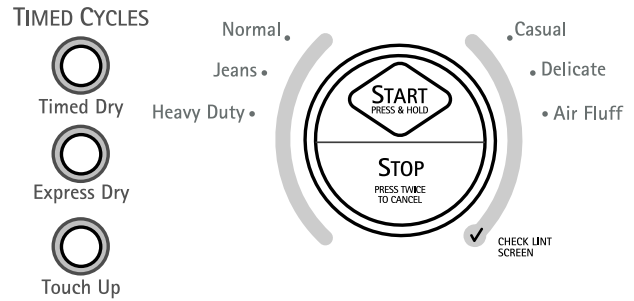 TIMED CYCLES
Timed Dry
Express Dry
Touch Up
Normal
Jeans
Heavy Duty
START
PRESS & HOLD
STOP
PRESS TWICE
TO CANCEL
Casual
Delicate
Air Fluff
CHECK LINT
SCREEN